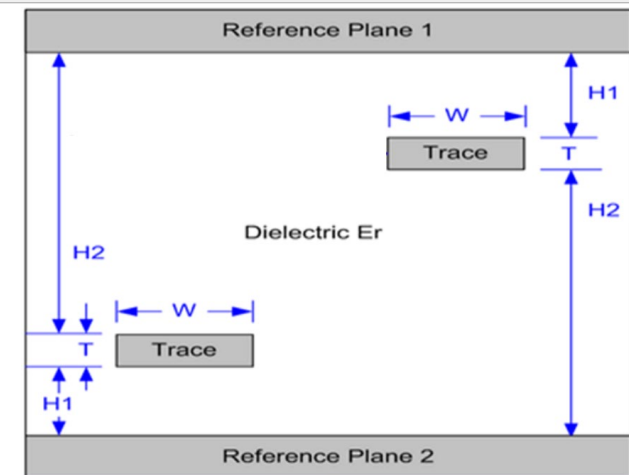 Reference Plane 1
H1
W
Trace
T
H2
Dielectric Er
H2
W
T
Trace
H1
Reference Plane 2